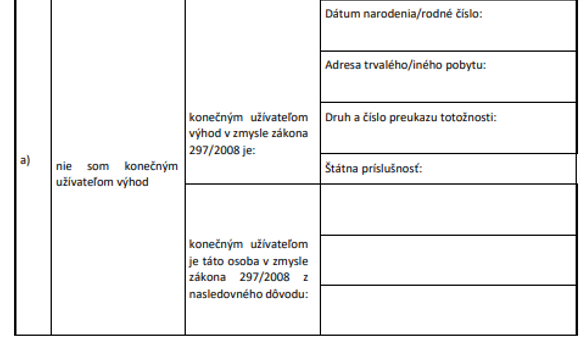 Dátum narodenia/rodné číslo:
Adresa trvalého/iného pobytu:
konečným užívateľom
výhod v zmysle zákona
297/2008 je:
Druh a číslo preukazu totožnosti:
a)
nie som konečným
užívateľom výhod
Štátna príslušnosť:
konečným užívateľom
je táto osoba v zmysle
zákona 297/2008 z
nasledovného dôvodu: